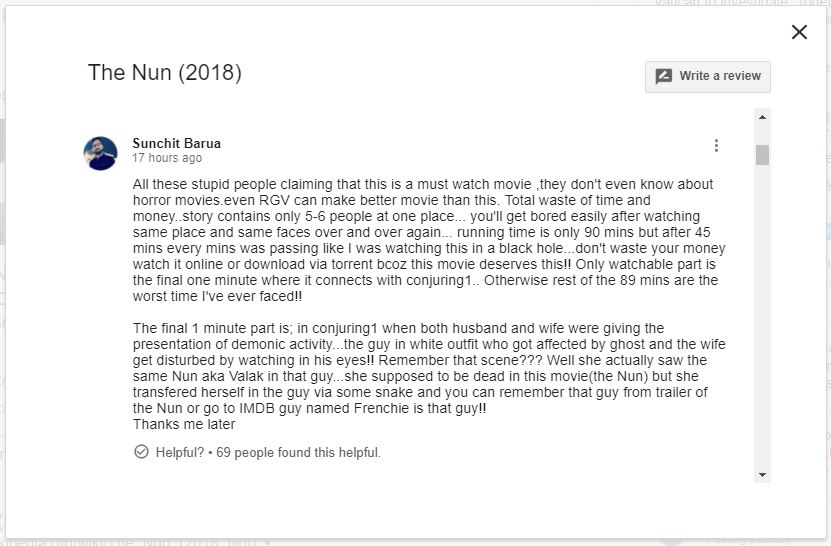 The Nun (2018)
Write a review
Sunchit Barua
17 hours ago
All these stupid people claiming that this is a must watch movie ,they don't even know about
horror movies.even RGV can make better movie than this. Total waste of time and
money..story contains only 5-6 people at one place... you'll get bored easily after watching
same place and same faces over and over again... running time is only 90 mins but after 45
mins every mins was passing like I was watching this in a black hole...don't waste your money
watch it online or download via torrent bcoz this movie deserves this!! Only watchable part is
the final one minute where it connects with conjuring1.. Otherwise rest of the 89 mins are the
worst time I've ever faced!!
The final 1 minute part is; in conjuring1 when both husband and wife were giving the
presentation of demonic activity...the guy in white outfit who got affected by ghost and the wife
get disturbed by watching in his eyes!! Remember that scene??? Well she actually saw the
same Nun aka Valak in that guy...she supposed to be dead in this movie(the Nun) but she
transfered herself in the guy via some snake and you can remember that guy from trailer of
the Nun or go to IMDB guy named Frenchie is that guy!!
Thanks me later
Helpful? • 69 people found this helpful.